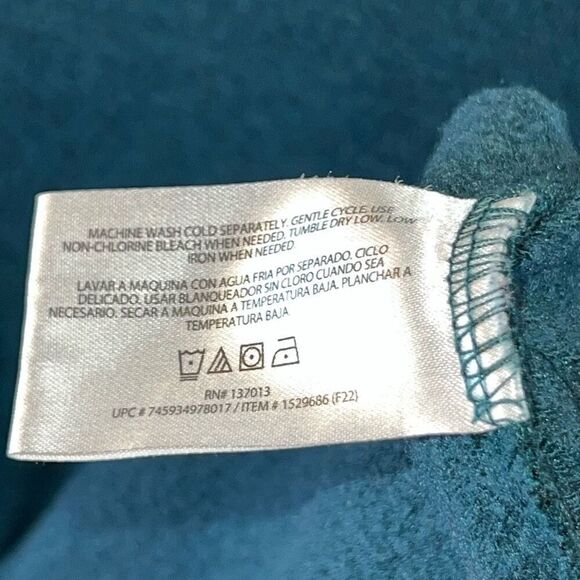 MACHINE WASH COLD SEPARATELY. GENTLE CYCLE. USE
NON-CHLORINE BLEACH WHEN NEEDED. TUMBLE DRY LOW. LOW
IRON WHEN NEEDED
LAVAR A MAQUINA CON AGUA FRIA POR SEPARADO. CICLO
DELICADO. USAR BLANQUEADOR SIN CLORO CUANDO SEA
NECESARIO. SECAR A MAQUINA A TEMPERATURA BAJA. PLANCHAR A
TEMPERATURA BAJA
RN# 137013
UPC # 745934978017 / ITEM # 1529686 (F22)